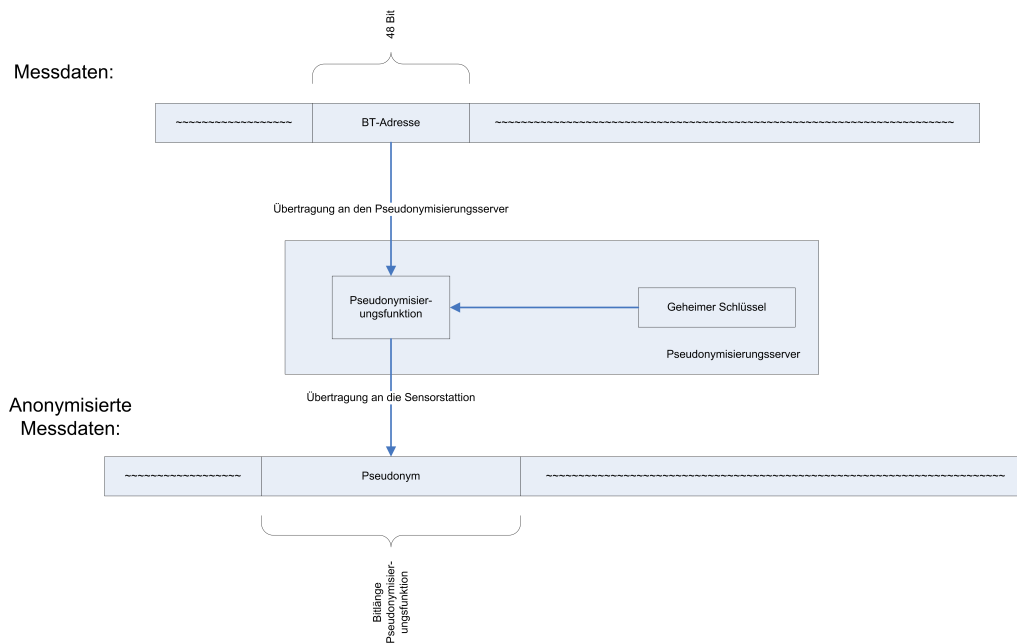 48 Bit
Messdaten:
~~~~~~~~~~~~~~~~~~ BT-Adresse ~~~~~~~~~~~~~~~~~~~~~~~~~~~~~~~~~~~~~~~~~~~~~~~~~~~~~~~~~~~~~~~~~~~~~~~
Übertragung an den Pseudonymisierungsserver
Pseudonymisier-
ungsfunktion
Geheimer Schlüssel
Pseudonymisierungsserver
Übertragung an die Sensorstattion
Anonymisierte
Messdaten:
~~~~~~~~~~~~~~~~~~ Pseudonym ~~~~~~~~~~~~~~~~~~~~~~~~~~~~~~~~~~~~~~~~~~~~~~~~~~~~~~~~~~~~~~~~~~~~~~~
Bitlänge
Pseudonymisier-
ungsfunktion